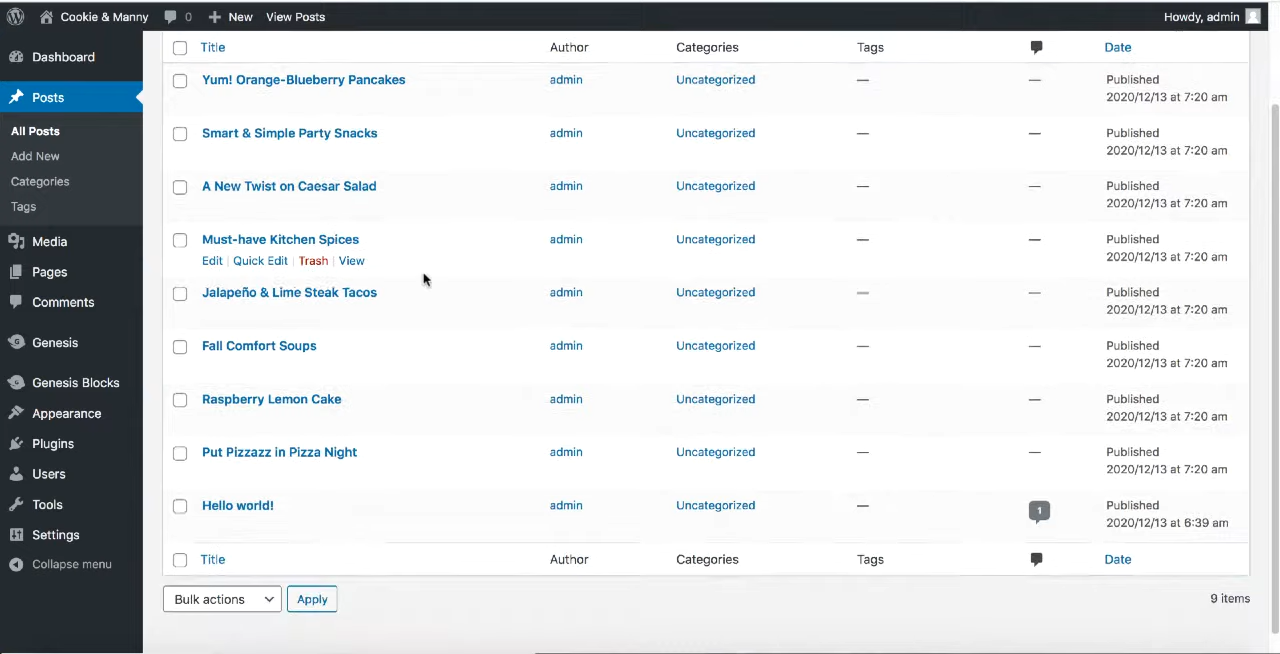 Cookie & Manny 0 New View Posts Howdy, admin
Dashboard
Posts
All Posts
Add New
Categories
Tags
Media
Pages
Comments
Genesis
Genesis Blocks
Appearance
Plugins
Users
Tools
Settings
Collapse menu
Title Author Categories Tags Date
Yum! Orange-Blueberry Pancakes admin Uncategorized — — Published
2020/12/13 at 7:20 am
Smart & Simple Party Snacks admin Uncategorized — — Published
2020/12/13 at 7:20 am
A New Twist on Caesar Salad admin Uncategorized — — Published
2020/12/13 at 7:20 am
Must-have Kitchen Spices admin Uncategorized — — Published
Edit | Quick Edit | Trash | View 2020/12/13 at 7:20 am
Jalapeño & Lime Steak Tacos admin Uncategorized — — Published
2020/12/13 at 7:20 am
Fall Comfort Soups admin Uncategorized — — Published
2020/12/13 at 7:20 am
Raspberry Lemon Cake admin Uncategorized — — Published
2020/12/13 at 7:20 am
Put Pizzazz in Pizza Night admin Uncategorized — — Published
2020/12/13 at 7:20 am
Hello world! admin Uncategorized — 1 Published
2020/12/13 at 6:39 am
Title Author Categories Tags Date
Bulk actions Apply 9 items